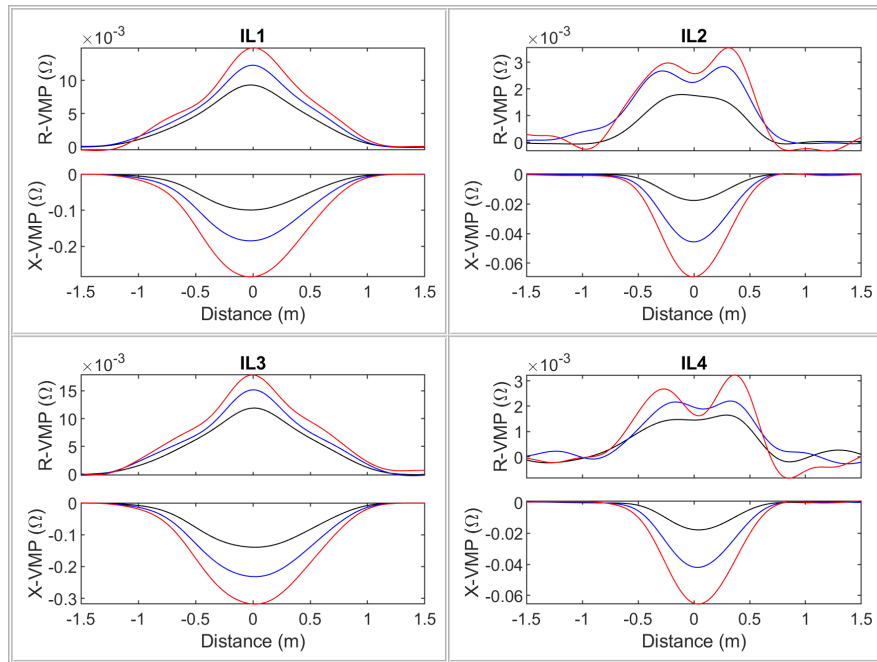 IL1
×10⁻³
R-VMP (Ω)
10
5
0
X-VMP (Ω)
0
-0.1
-0.2
-1.5 -1 -0.5 0 0.5 1 1.5
Distance (m)
IL2
×10⁻³
R-VMP (Ω)
3
2
1
0
X-VMP (Ω)
0
-0.02
-0.04
-0.06
-1.5 -1 -0.5 0 0.5 1 1.5
Distance (m)
IL3
×10⁻³
R-VMP (Ω)
15
10
5
0
X-VMP (Ω)
0
-0.1
-0.2
-0.3
-1.5 -1 -0.5 0 0.5 1 1.5
Distance (m)
IL4
×10⁻³
R-VMP (Ω)
3
2
1
0
X-VMP (Ω)
0
-0.02
-0.04
-0.06
-1.5 -1 -0.5 0 0.5 1 1.5
Distance (m)